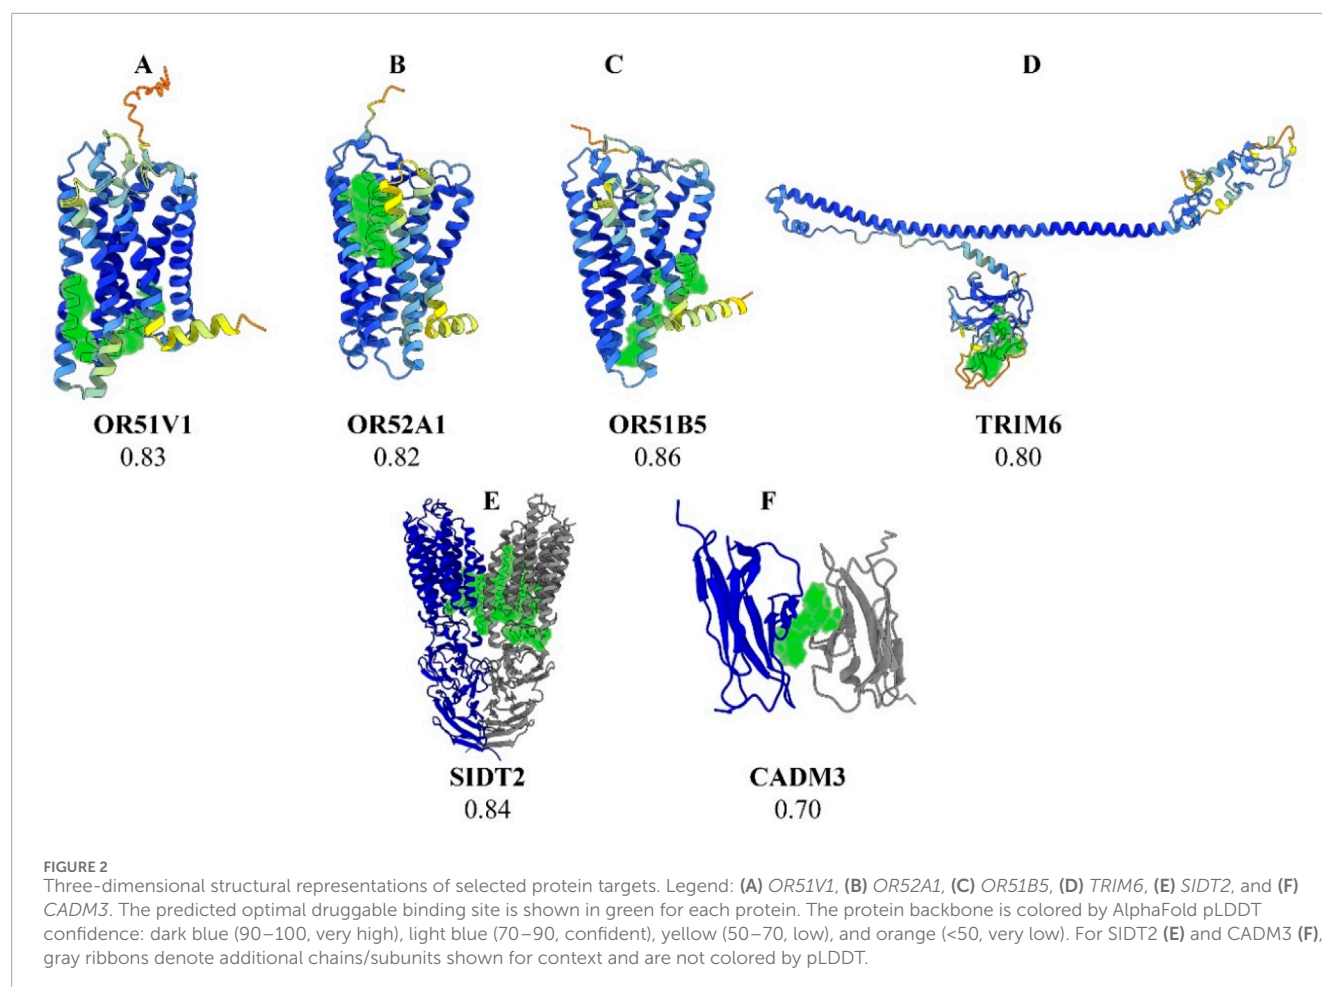 A
B
C
D
OR51V1
0.83
OR52A1
0.82
OR51B5
0.86
TRIM6
0.80
E
F
SIDT2
0.84
CADM3
0.70
FIGURE 2
Three-dimensional structural representations of selected protein targets. Legend: (A) OR51V1, (B) OR52A1, (C) OR51B5, (D) TRIM6, (E) SIDT2, and (F)
CADM3. The predicted optimal druggable binding site is shown in green for each protein. The protein backbone is colored by AlphaFold pLDDT
confidence: dark blue (90–100, very high), light blue (70–90, confident), yellow (50–70, low), and orange (<50, very low). For SIDT2 (E) and CADM3 (F),
gray ribbons denote additional chains/subunits shown for context and are not colored by pLDDT.